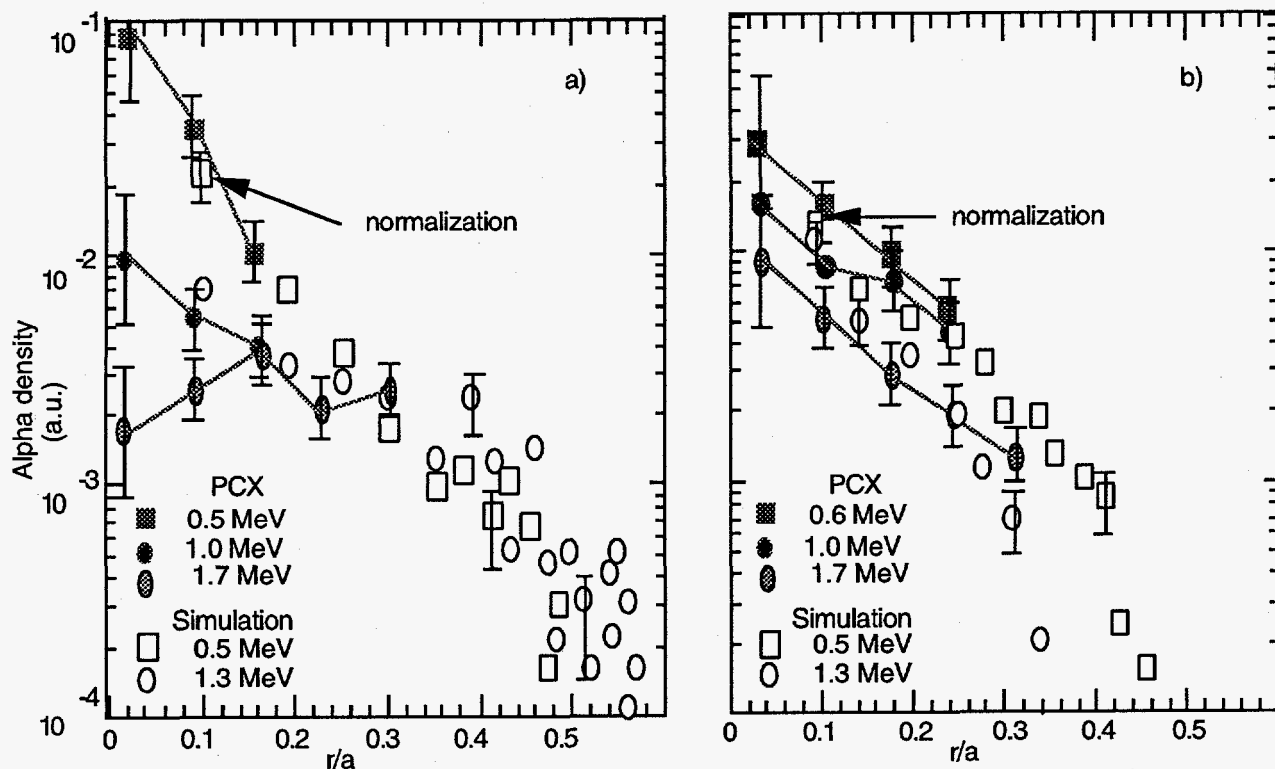 10 -1
a)
normalization
10 -2
Alpha density
(a.u.)
10 -3
PCX
0.5 MeV
1.0 MeV
1.7 MeV
Simulation
0.5 MeV
1.3 MeV
10 -4
0 0.1 0.2 0.3 0.4 0.5
r/a
b)
normalization
PCX
0.6 MeV
1.0 MeV
1.7 MeV
Simulation
0.5 MeV
1.3 MeV
0 0.1 0.2 0.3 0.4 0.5
r/a